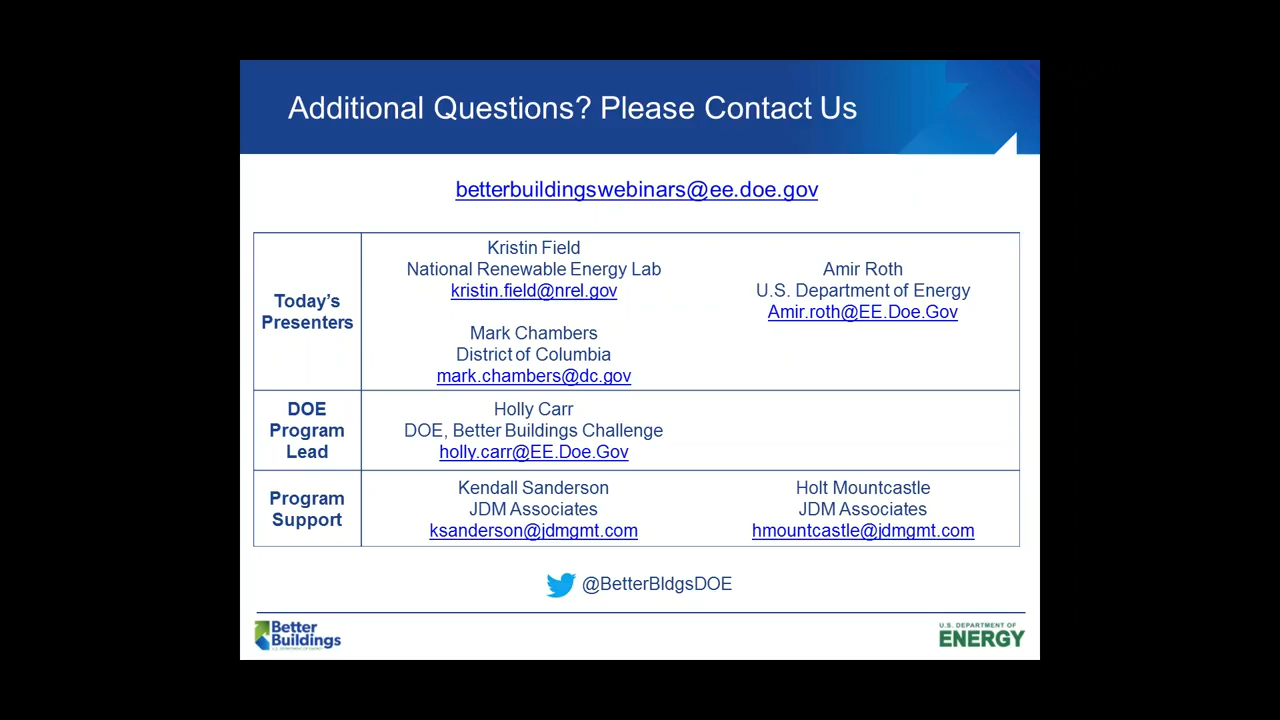 Additional Questions? Please Contact Us
betterbuildingswebinars@ee.doe.gov
Today's
Presenters
Kristin Field
National Renewable Energy Lab
kristin.field@nrel.gov
Mark Chambers
District of Columbia
mark.chambers@dc.gov
Amir Roth
U.S. Department of Energy
Amir.roth@EE.Doe.Gov
DOE
Program
Lead
Holly Carr
DOE, Better Buildings Challenge
holly.carr@EE.Doe.Gov
Program
Support
Kendall Sanderson
JDM Associates
ksanderson@jdmgmt.com
Holt Mountcastle
JDM Associates
hmountcastle@jdmgmt.com
@BetterBldgsDOE
Better
Buildings
U.S. DEPARTMENT OF ENERGY
U.S. DEPARTMENT OF
ENERGY